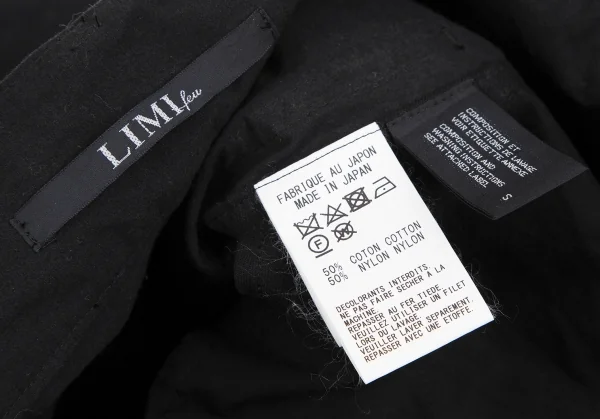 LIMI feu
COMPOSITION ET
INSTRUCTIONS DE LAVAGE
VOIR ETIQUETTE ANNEXE
COMPOSITION AND
WASHING INSTRUCTIONS
SEE ATTACHED LABEL
S
FABRIQUE AU JAPON
MADE IN JAPAN
F
W
50% COTON COTTON
50% NYLON NYLON
DECOLORANTS INTERDITS.
NE PAS FAIRE SECHER A LA
MACHINE.
REPASSER AU FER TIEDE
VEUILLEZ UTILISER UN FILET
LORS DU LAVAGE.
VEUILLER LAVER SEPAREMENT.
REPASSER AVEC UNE ETOFFE.